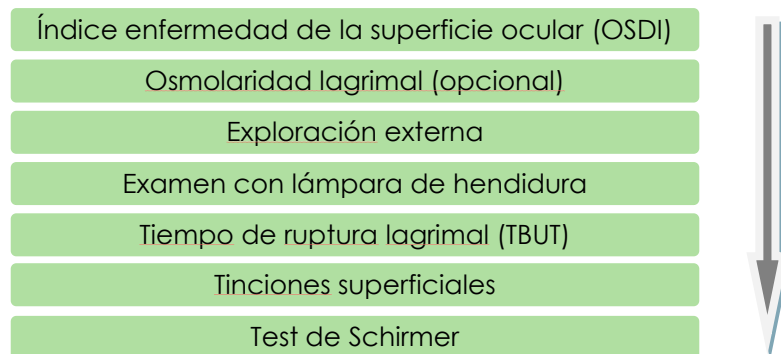 Índice enfermedad de la superficie ocular (OSDI)
Osmolaridad lagrimal (opcional)
Exploración externa
Examen con lámpara de hendidura
Tiempo de ruptura lagrimal (TBUT)
Tinciones superficiales
Test de Schirmer